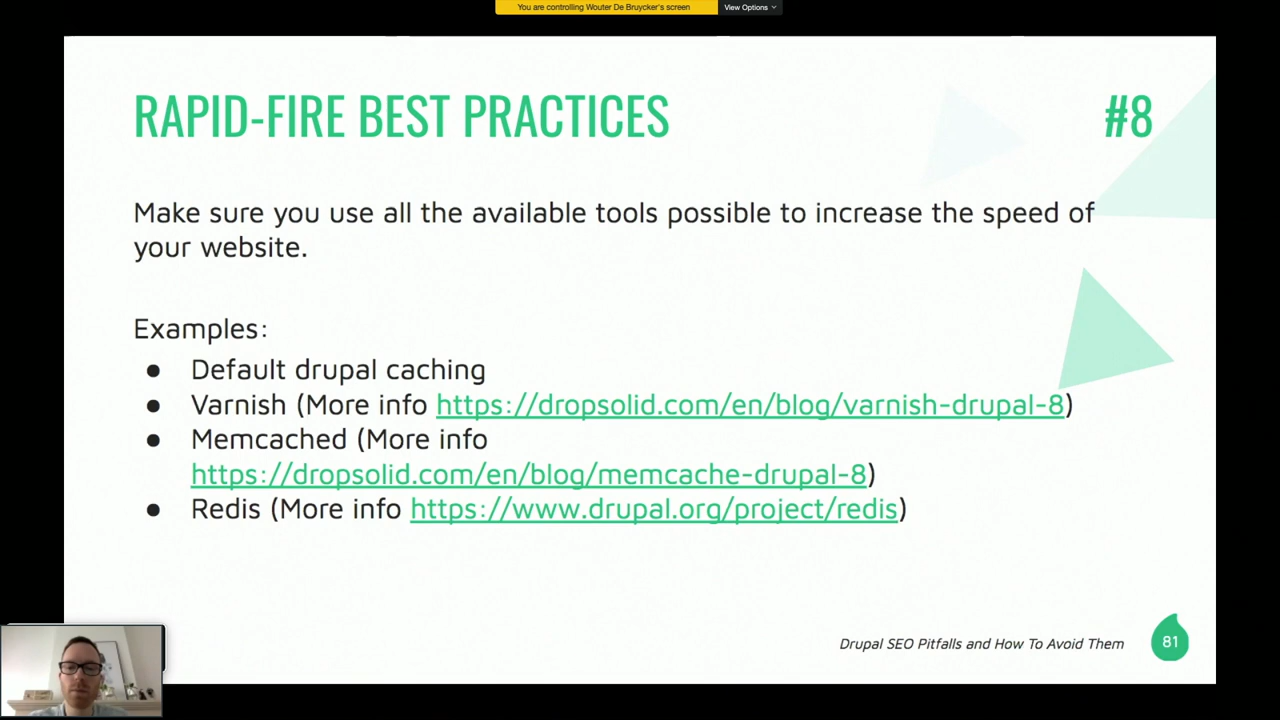 You are controlling Wouter De Bruycker's screen
View Options
RAPID-FIRE BEST PRACTICES
#8
Make sure you use all the available tools possible to increase the speed of
your website.
Examples:
● Default drupal caching
● Varnish (More info https://dropsolid.com/en/blog/varnish-drupal-8)
● Memcached (More info
https://dropsolid.com/en/blog/memcache-drupal-8)
● Redis (More info https://www.drupal.org/project/redis)
Drupal SEO Pitfalls and How To Avoid Them
81